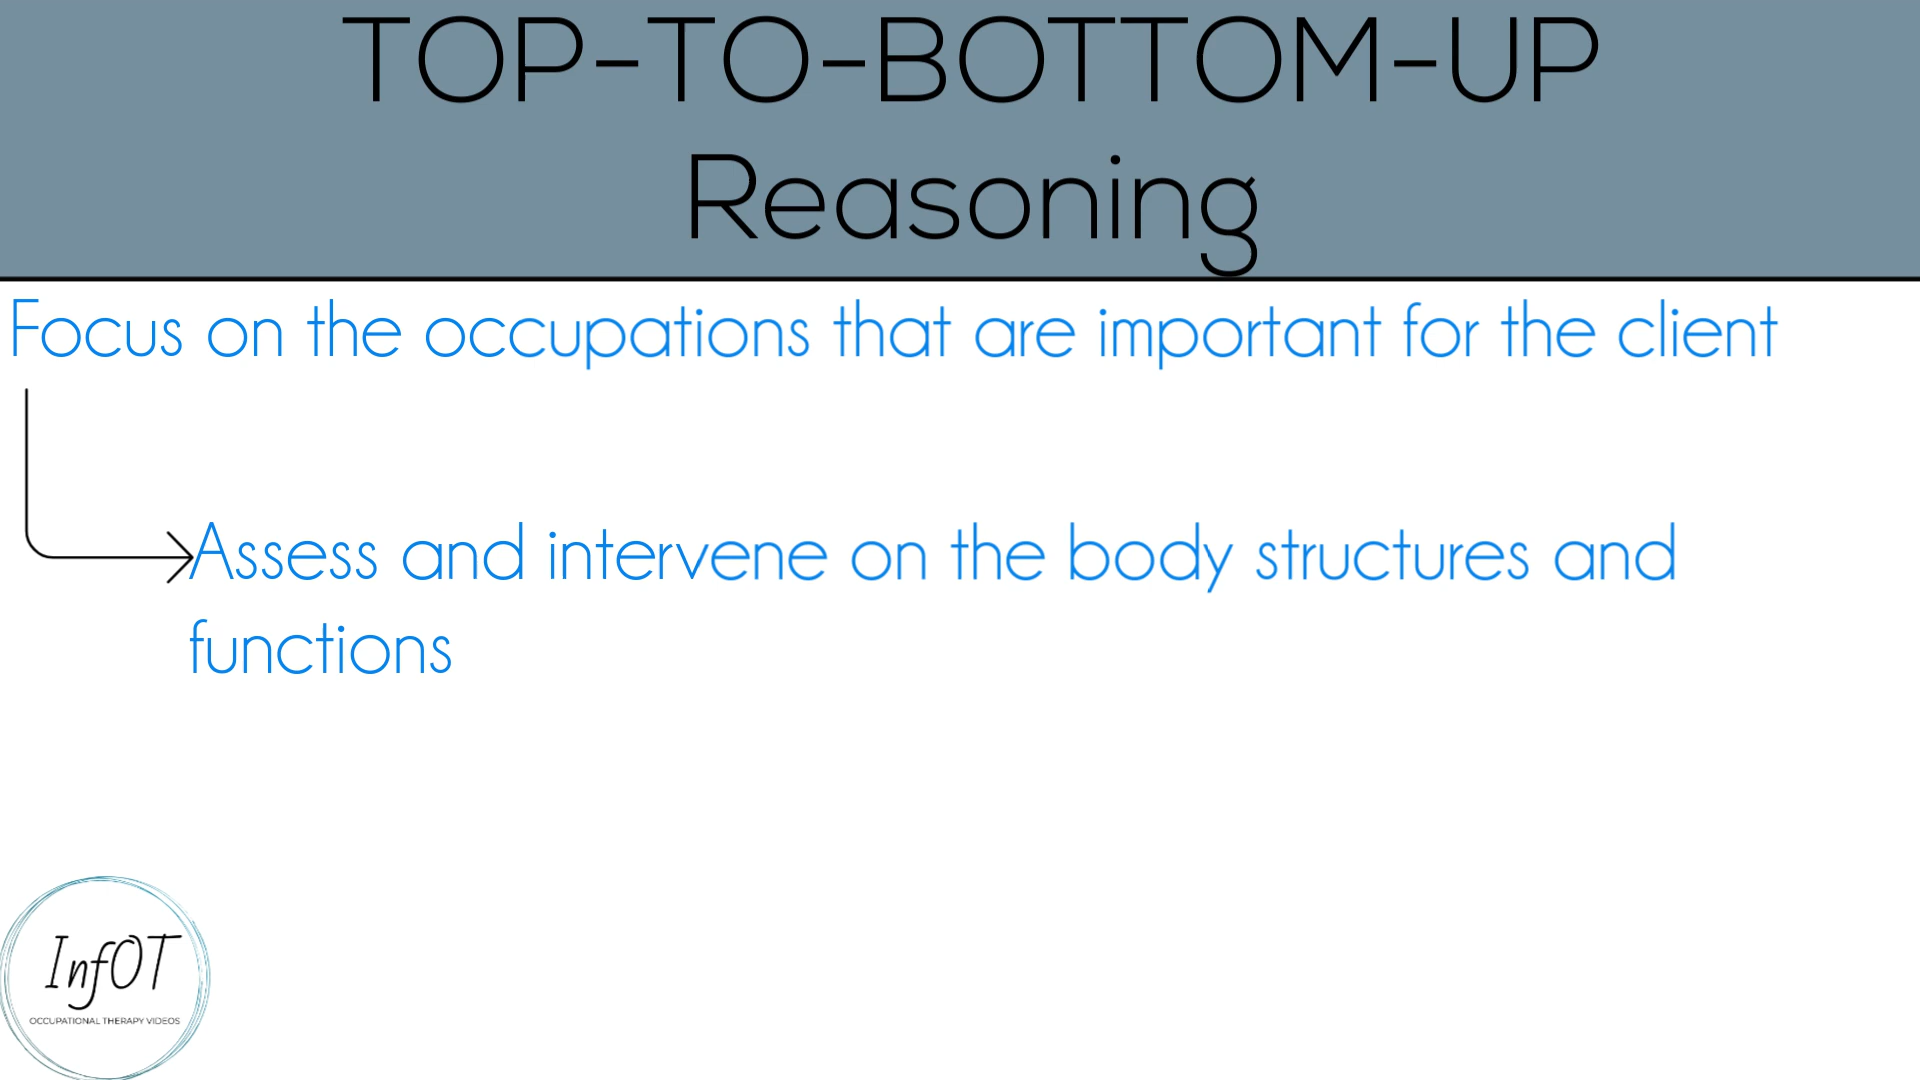 TOP-TO-BOTTOM-UP
Reasoning
Focus on the occupations that are important for the client
Assess and intervene on the body structures and
functions
InfOT
OCCUPATIONAL THERAPY VIDEOS